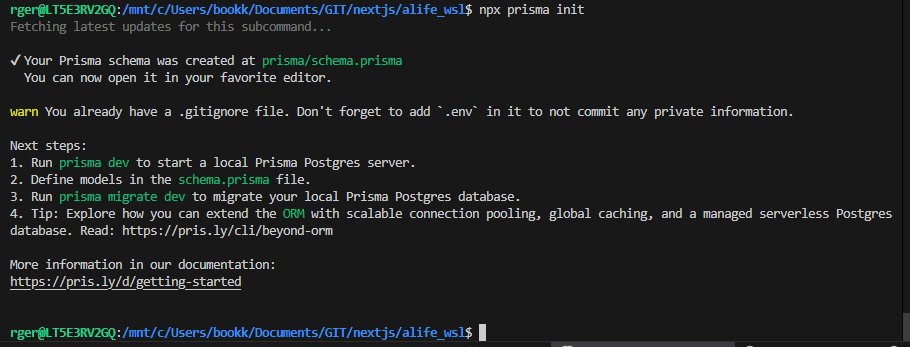 rger@LT5E3RV2GQ:/mnt/c/Users/bookk/Documents/GIT/nextjs/alife_wsl$ npx prisma init
Fetching latest updates for this subcommand...
✓ Your Prisma schema was created at prisma/schema.prisma
You can now open it in your favorite editor.
warn You already have a .gitignore file. Don't forget to add `.env` in it to not commit any private information.
Next steps:
1. Run prisma dev to start a local Prisma Postgres server.
2. Define models in the schema.prisma file.
3. Run prisma migrate dev to migrate your local Prisma Postgres database.
4. Tip: Explore how you can extend the ORM with scalable connection pooling, global caching, and a managed serverless Postgres
database. Read: https://pris.ly/cli/beyond-orm
More information in our documentation:
https://pris.ly/d/getting-started
rger@LT5E3RV2GQ:/mnt/c/Users/bookk/Documents/GIT/nextjs/alife_wsl$